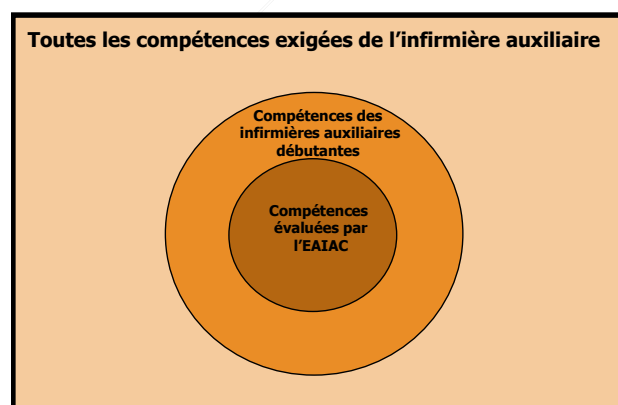 Toutes les compétences exigées de l'infirmière auxiliaire
Compétences des
infirmières auxiliaires
débutantes
Compétences
évaluées par
l'EAIAC